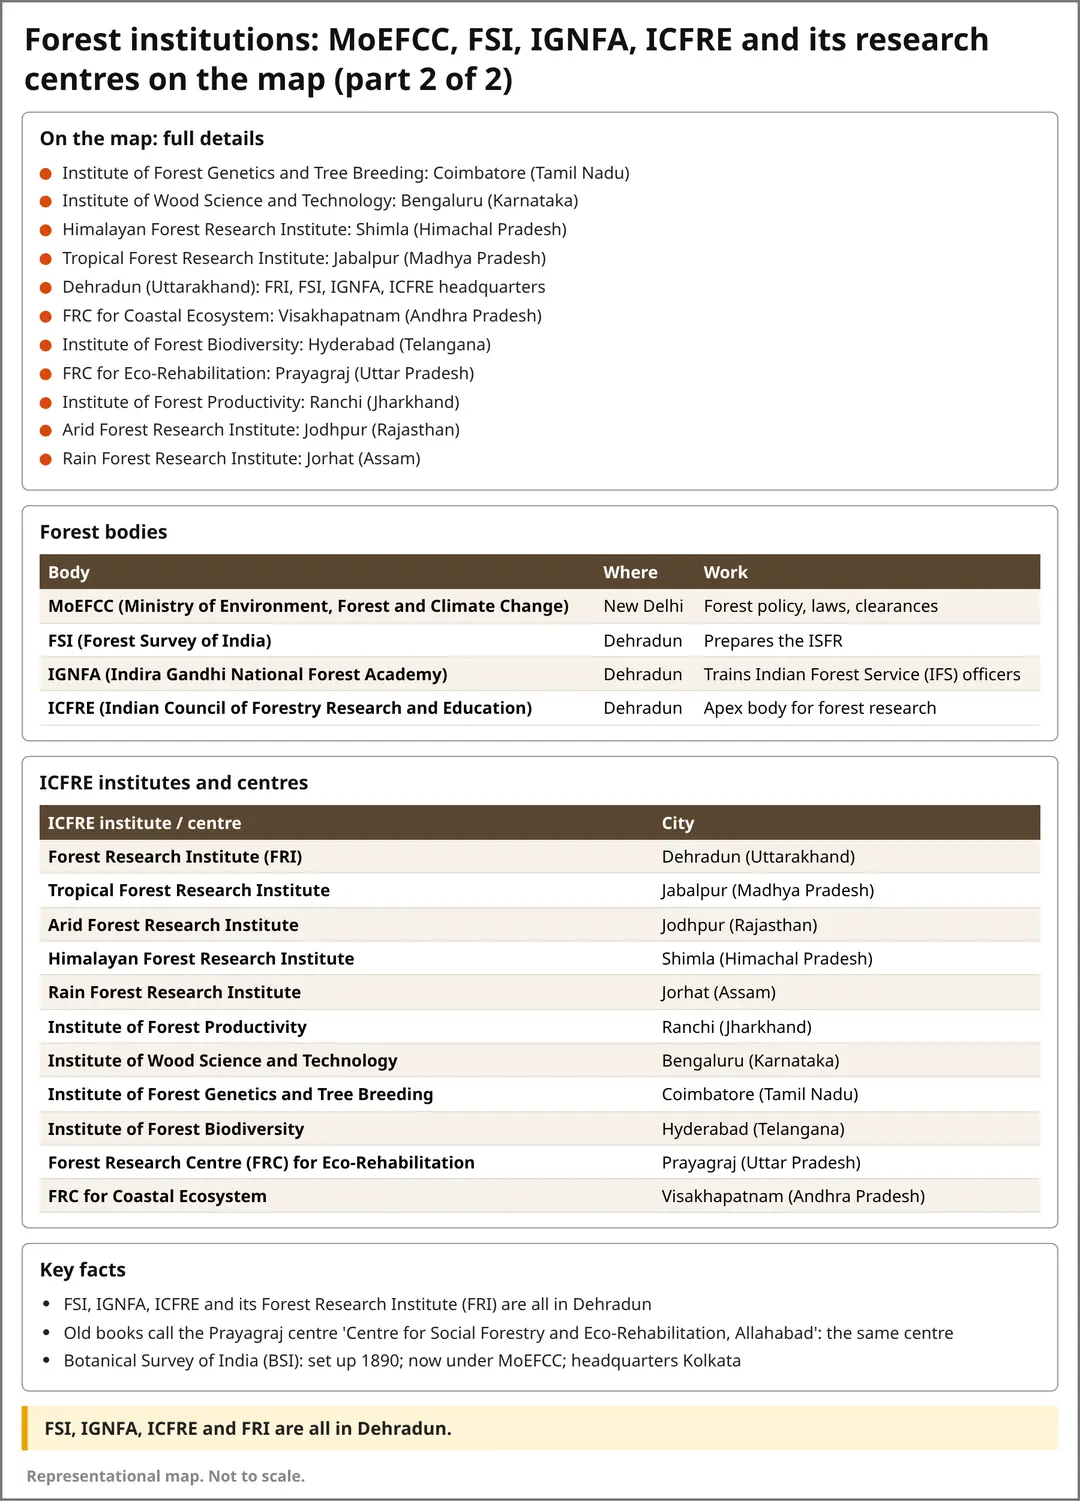 Forest institutions: MoEFCC, FSI, IGNFA, ICFRE and its research
centres on the map (part 2 of 2)
On the map: full details
Institute of Forest Genetics and Tree Breeding: Coimbatore (Tamil Nadu)
Institute of Wood Science and Technology: Bengaluru (Karnataka)
Himalayan Forest Research Institute: Shimla (Himachal Pradesh)
Tropical Forest Research Institute: Jabalpur (Madhya Pradesh)
Dehradun (Uttarakhand): FRI, FSI, IGNFA, ICFRE headquarters
FRC for Coastal Ecosystem: Visakhapatnam (Andhra Pradesh)
Institute of Forest Biodiversity: Hyderabad (Telangana)
FRC for Eco-Rehabilitation: Prayagraj (Uttar Pradesh)
Institute of Forest Productivity: Ranchi (Jharkhand)
Arid Forest Research Institute: Jodhpur (Rajasthan)
Rain Forest Research Institute: Jorhat (Assam)
Forest bodies
Body Where Work
MoEFCC (Ministry of Environment, Forest and Climate Change) New Delhi Forest policy, laws, clearances
FSI (Forest Survey of India) Dehradun Prepares the ISFR
IGNFA (Indira Gandhi National Forest Academy) Dehradun Trains Indian Forest Service (IFS) officers
ICFRE (Indian Council of Forestry Research and Education) Dehradun Apex body for forest research
ICFRE institutes and centres
ICFRE institute / centre City
Forest Research Institute (FRI) Dehradun (Uttarakhand)
Tropical Forest Research Institute Jabalpur (Madhya Pradesh)
Arid Forest Research Institute Jodhpur (Rajasthan)
Himalayan Forest Research Institute Shimla (Himachal Pradesh)
Rain Forest Research Institute Jorhat (Assam)
Institute of Forest Productivity Ranchi (Jharkhand)
Institute of Wood Science and Technology Bengaluru (Karnataka)
Institute of Forest Genetics and Tree Breeding Coimbatore (Tamil Nadu)
Institute of Forest Biodiversity Hyderabad (Telangana)
Forest Research Centre (FRC) for Eco-Rehabilitation Prayagraj (Uttar Pradesh)
FRC for Coastal Ecosystem Visakhapatnam (Andhra Pradesh)
Key facts
• FSI, IGNFA, ICFRE and its Forest Research Institute (FRI) are all in Dehradun
• Old books call the Prayagraj centre 'Centre for Social Forestry and Eco-Rehabilitation, Allahabad': the same centre
• Botanical Survey of India (BSI): set up 1890; now under MoEFCC; headquarters Kolkata
FSI, IGNFA, ICFRE and FRI are all in Dehradun.
Representational map. Not to scale.